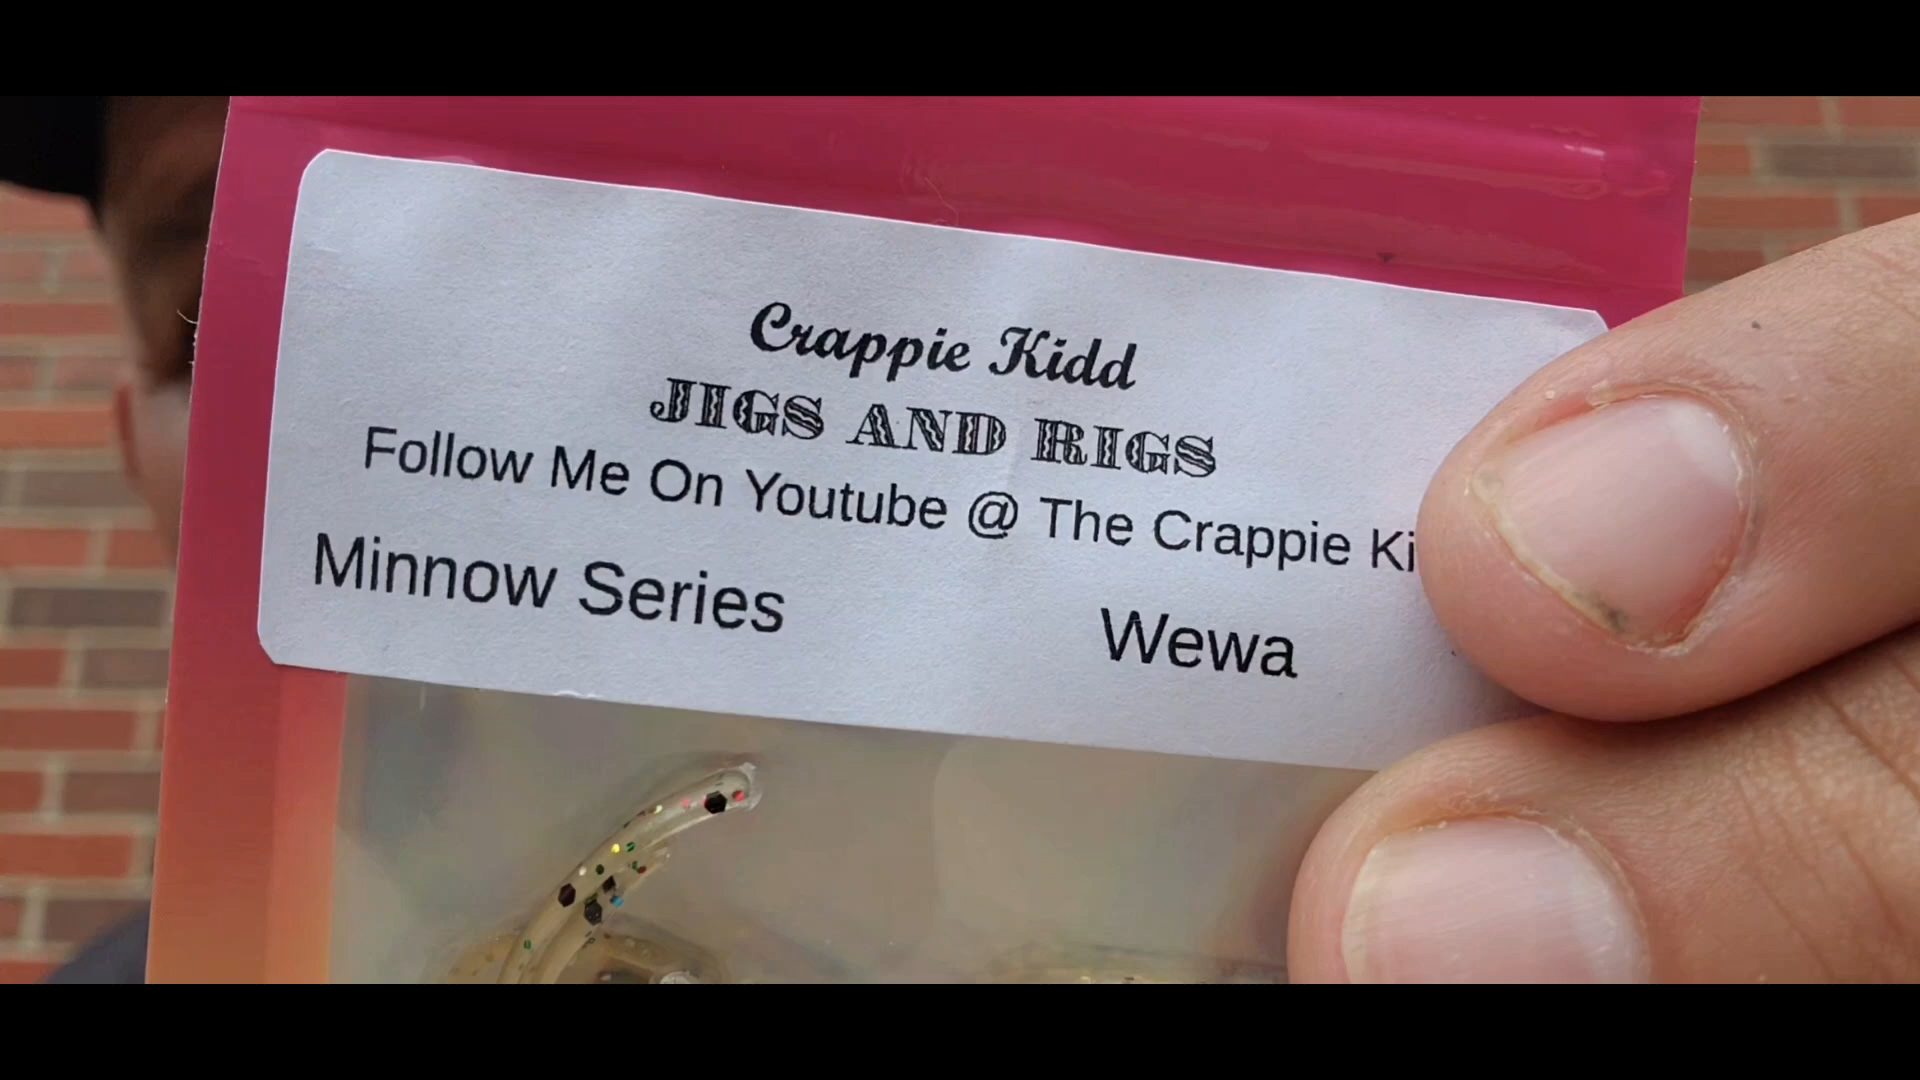 Crappie Kidd
JIGS AND RIGS
Follow Me On Youtube @ The Crappie
Minnow Series
Wewa